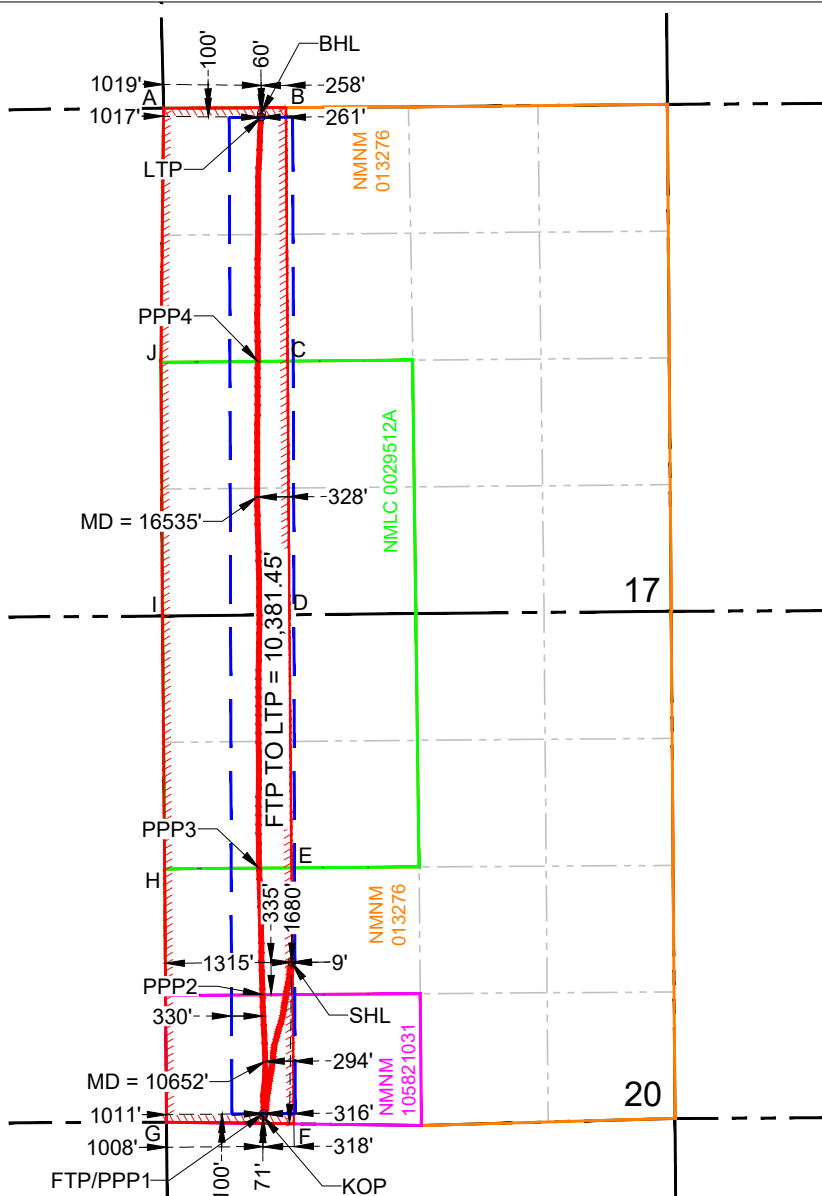 BHL
100'
60'
1019'
258'
A
B
1017'
261'
LTP
NMNM
013276
PPP4
J
C
NMLC 0029512A
328'
MD = 16535'
FTP TO LTP = 10,381.45'
I
D
17
PPP3
E
H
335'
1680'
NMNM
013276
1315'
9'
PPP2
SHL
330'
294'
MD = 10652'
NMNM
105821031
20
1011'
316'
G
F
1008'
318'
100'
71'
FTP/PPP1
KOP